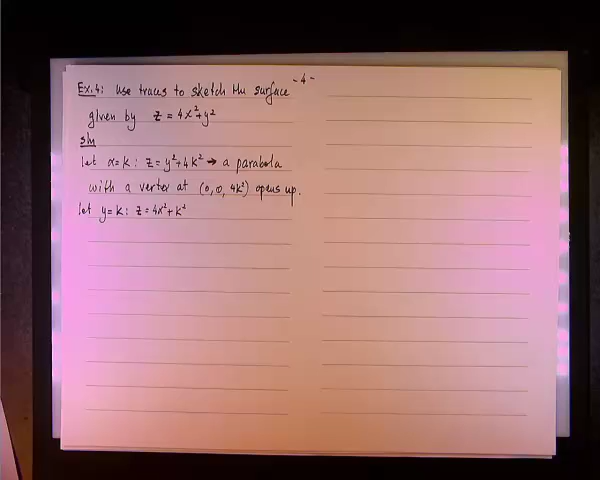 -4-
Ex.4: Use traces to sketch the surface
given by z = 4x²+y²
sln
let x=k: z=y²+4k² → a parabola
with a vertex at (0,0,4k²) opens up.
let y=k: z=4x²+k²